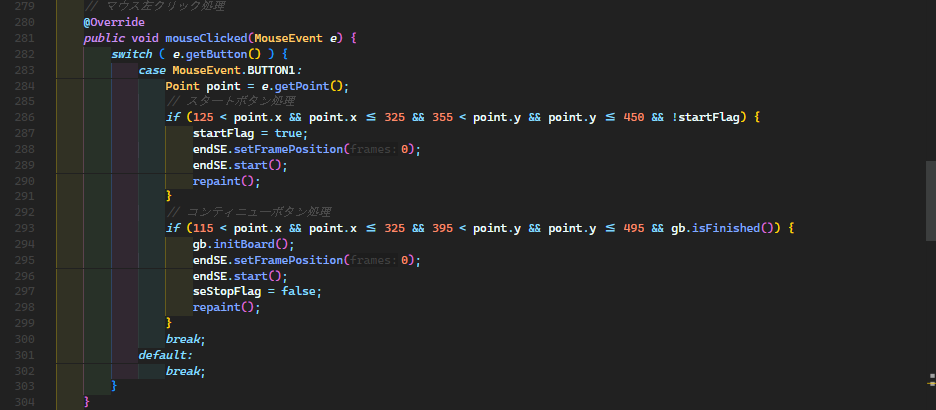 279 // マウス左クリック処理
280 @Override
281 public void mouseClicked(MouseEvent e) {
282 switch ( e.getButton() ) {
283 case MouseEvent.BUTTON1:
284 Point point = e.getPoint();
285 // スタートボタン処理
286 if (125 < point.x && point.x ≤ 325 && 355 < point.y && point.y ≤ 450 && !startFlag) {
287 startFlag = true;
288 endSE.setFramePosition(frames: 0);
289 endSE.start();
290 repaint();
291 }
292 // コンティニューボタン処理
293 if (115 < point.x && point.x ≤ 325 && 395 < point.y && point.y ≤ 495 && gb.isFinished()) {
294 gb.initBoard();
295 endSE.setFramePosition(frames: 0);
296 endSE.start();
297 seStopFlag = false;
298 repaint();
299 }
300 break;
301 default:
302 break;
303 }
304 }